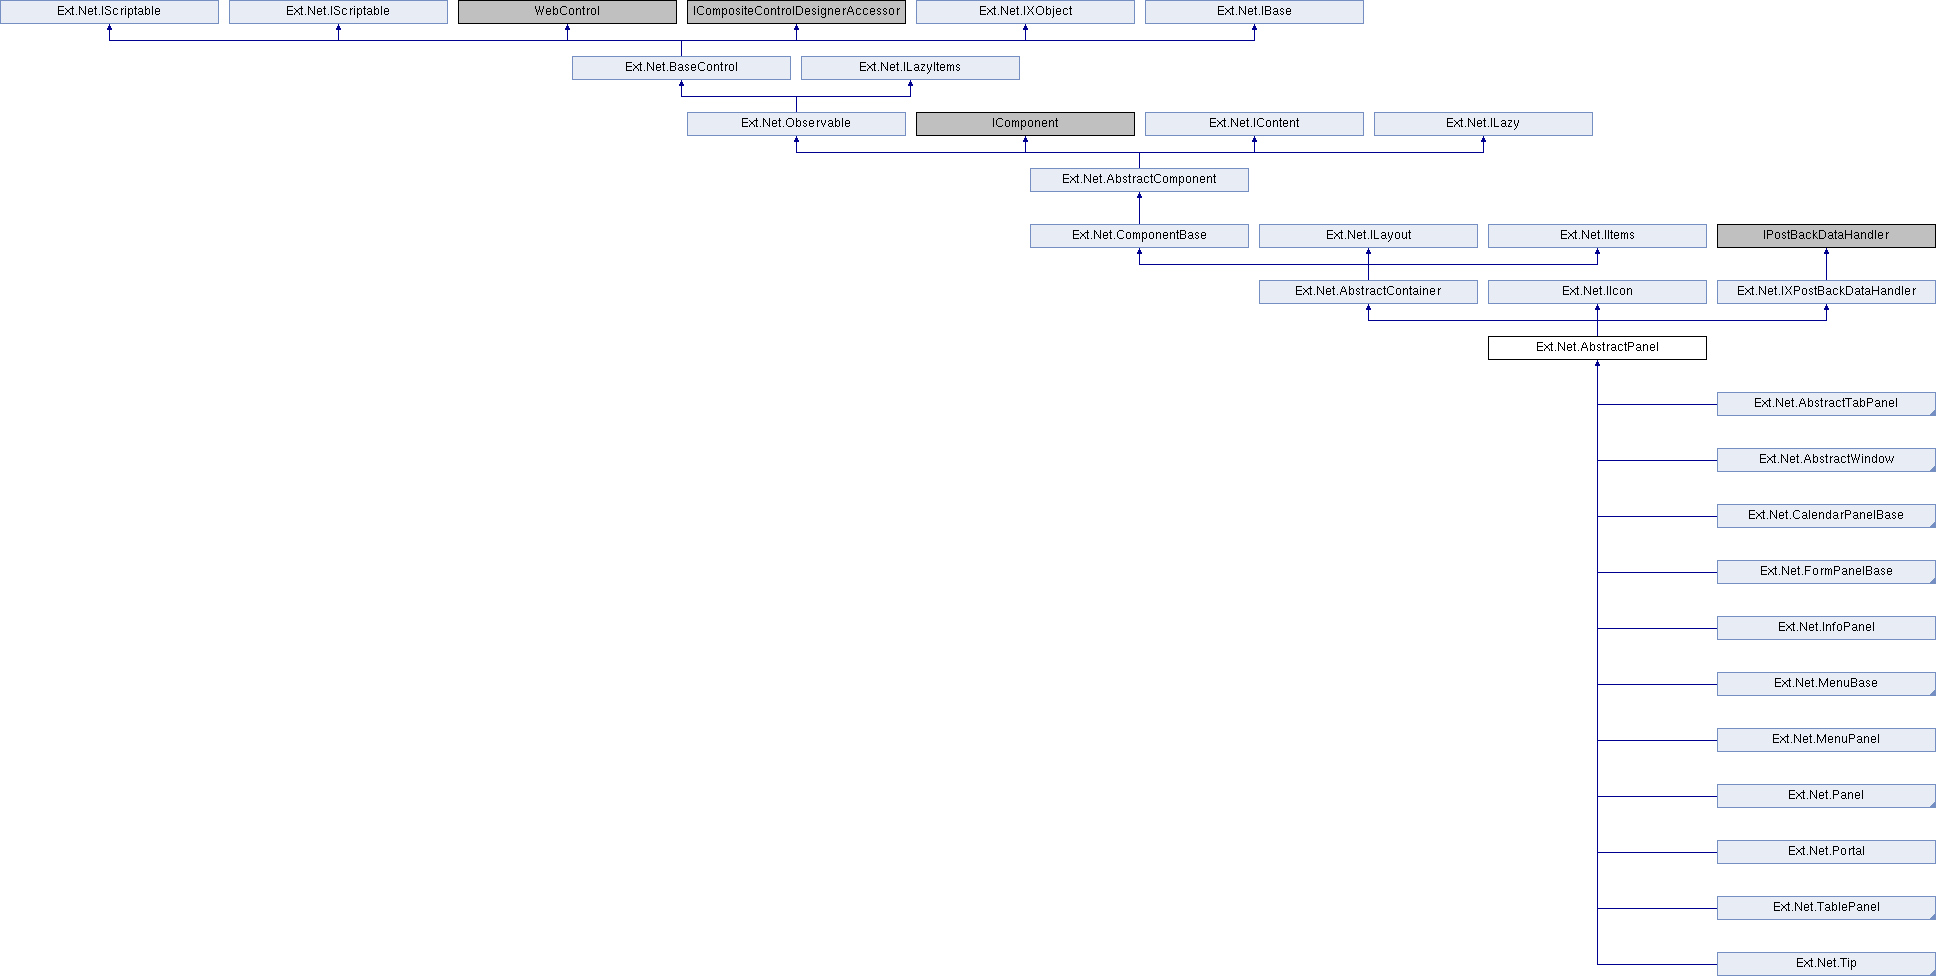 Ext.Net.IScriptable
Ext.Net.IScriptable
WebControl
ICompositeControlDesignerAccessor
Ext.Net.IXObject
Ext.Net.IBase
Ext.Net.BaseControl
Ext.Net.ILazyItems
Ext.Net.Observable
IComponent
Ext.Net.IContent
Ext.Net.ILazy
Ext.Net.AbstractComponent
Ext.Net.ComponentBase
Ext.Net.ILayout
Ext.Net.IItems
IPostBackDataHandler
Ext.Net.AbstractContainer
Ext.Net.IIcon
Ext.Net.IXPostBackDataHandler
Ext.Net.AbstractPanel
Ext.Net.AbstractTabPanel
Ext.Net.AbstractWindow
Ext.Net.CalendarPanelBase
Ext.Net.FormPanelBase
Ext.Net.InfoPanel
Ext.Net.MenuBase
Ext.Net.MenuPanel
Ext.Net.Panel
Ext.Net.Portal
Ext.Net.TablePanel
Ext.Net.Tip